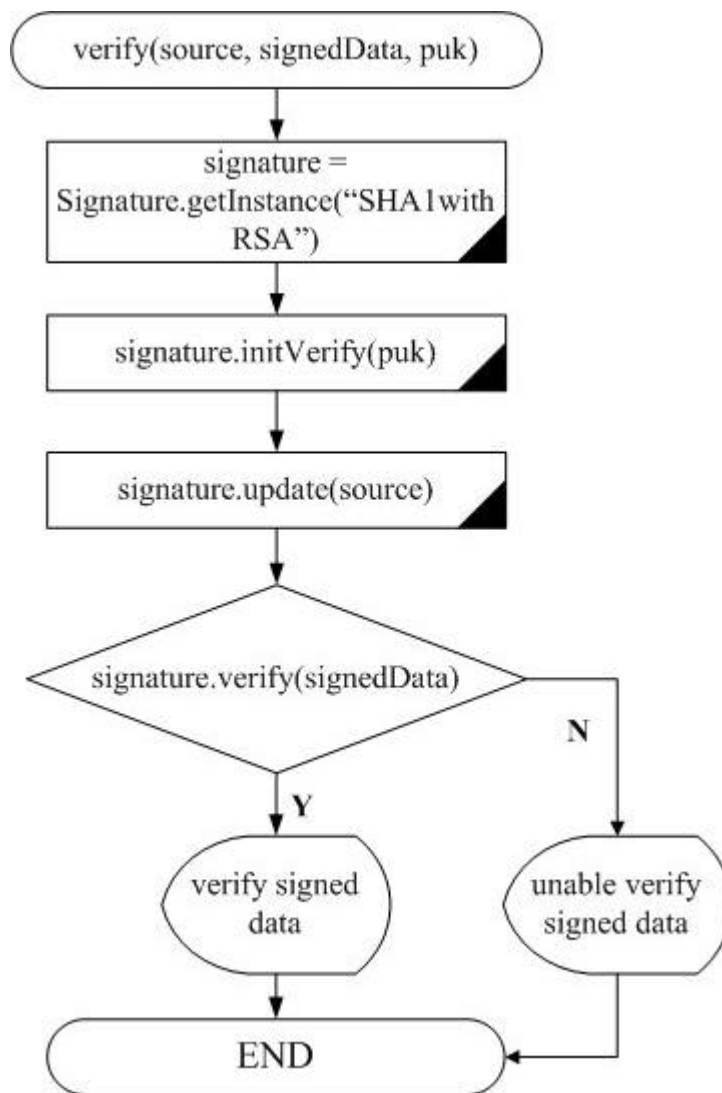 verify(source, signedData, puk)
signature =
Signature.getInstance(“SHA1with
RSA”)
signature.initVerify(puk)
signature.update(source)
signature.verify(signedData)
N
Y
verify signed
data
unable verify
signed data
END